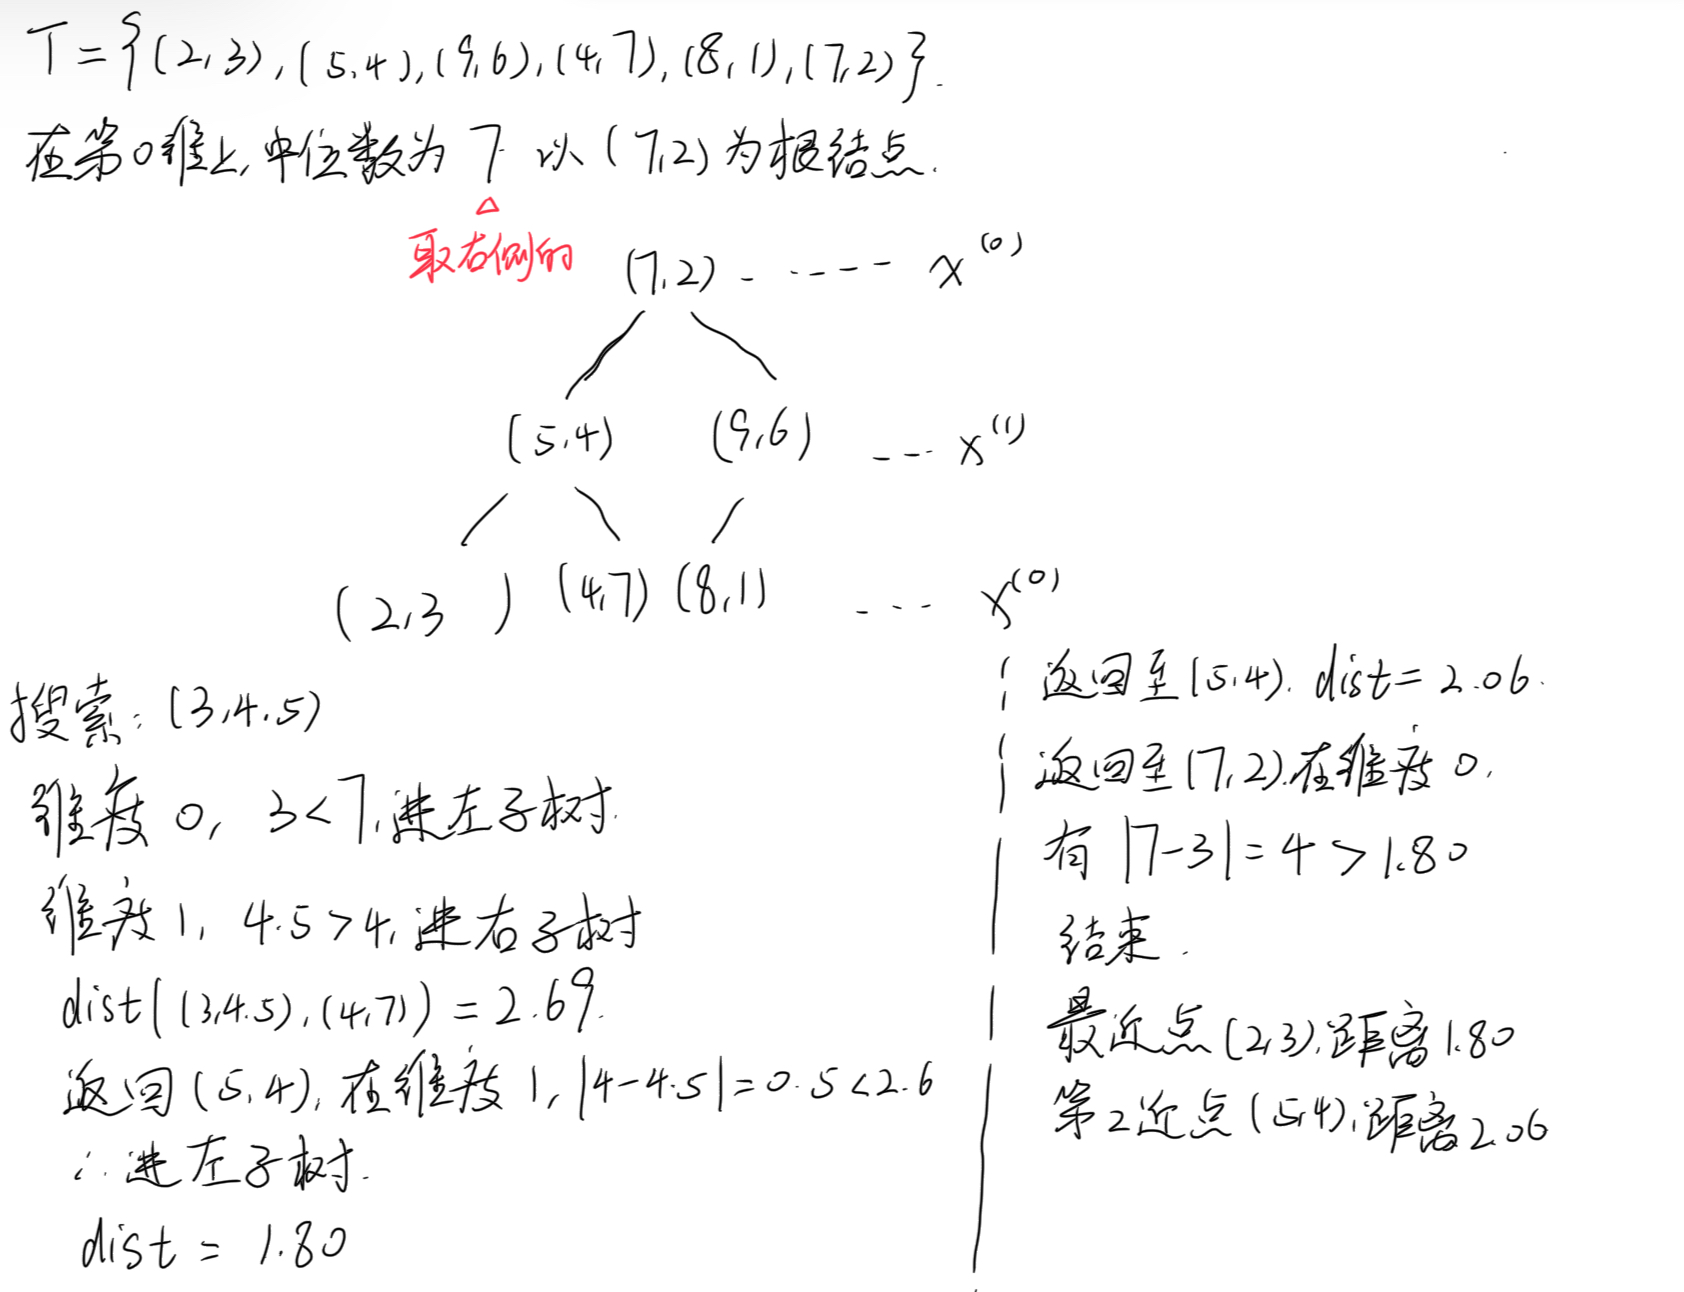 T={(2,3),(5,4),(9,6),(4,7),(8,1),(7,2)}.
在第0维上,中位数为7 以(7,2)为根结点.
△
取右侧的
(7,2) - ---- x^(0)
(5,4) (9,6) --- x^(1)
(2,3 ) (4,7) (8,1) --- x^(0)
搜索:(3,4.5)
维度0, 3<7,进左子树.
维度1, 4.5>4,进右子树
dist((3,4.5),(4,7))=2.69.
返回(5,4),在维度1,|4-4.5|=0.5<2.6
∴进左子树.
dist = 1.80
返回至(5,4). dist=2.06.
返回至(7,2).在维度0.
有|7-3|=4>1.80
结束.
最近点(2,3),距离1.80
第2近点(5,4),距离2.06